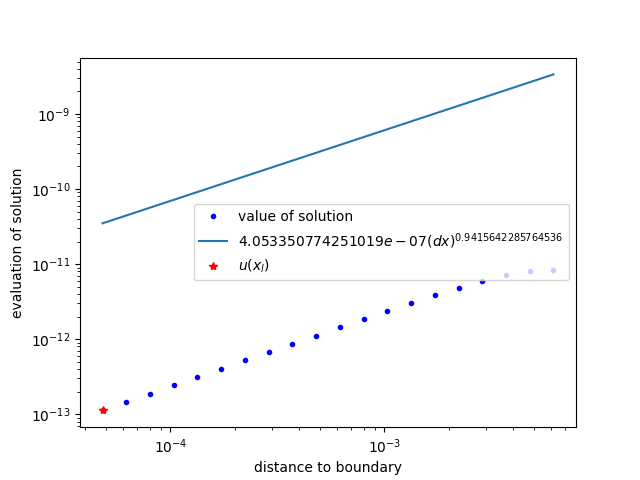 10⁻⁹
10⁻¹⁰
10⁻¹¹
10⁻¹²
10⁻¹³
evaluation of solution
value of solution
4.053350774251019e − 07(dx)^0.9415642285764536
u(x_l)
10⁻⁴
10⁻³
distance to boundary